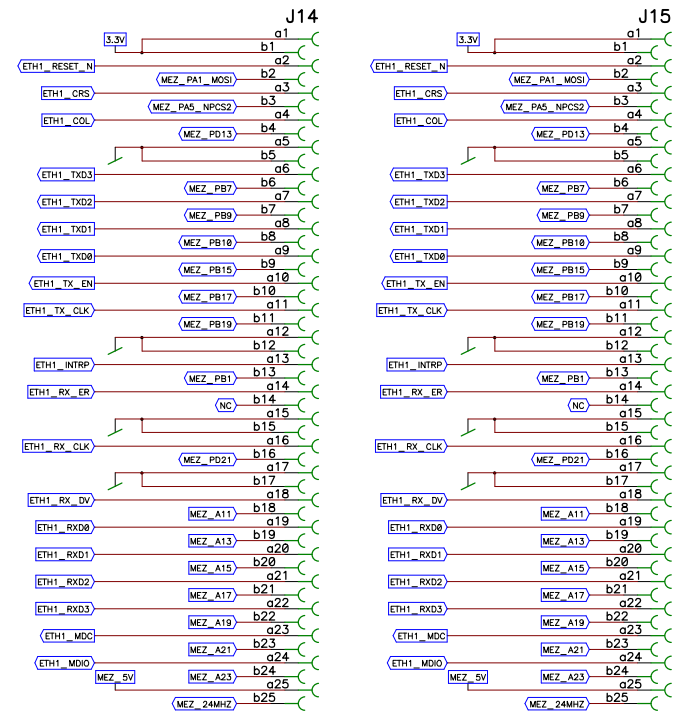 J14 J15
3.3V a1 3.3V a1
b1 b1
ETH1_RESET_N a2 ETH1_RESET_N a2
MEZ_PA1_MOSI b2 MEZ_PA1_MOSI b2
ETH1_CRS a3 ETH1_CRS a3
MEZ_PA5_NPCS2 b3 MEZ_PA5_NPCS2 b3
ETH1_COL a4 ETH1_COL a4
MEZ_PD13 b4 MEZ_PD13 b4
a5 a5
b5 b5
ETH1_TXD3 a6 ETH1_TXD3 a6
MEZ_PB7 b6 MEZ_PB7 b6
ETH1_TXD2 a7 ETH1_TXD2 a7
MEZ_PB9 b7 MEZ_PB9 b7
ETH1_TXD1 a8 ETH1_TXD1 a8
MEZ_PB10 b8 MEZ_PB10 b8
ETH1_TXD0 a9 ETH1_TXD0 a9
MEZ_PB15 b9 MEZ_PB15 b9
ETH1_TX_EN a10 ETH1_TX_EN a10
MEZ_PB17 b10 MEZ_PB17 b10
ETH1_TX_CLK a11 ETH1_TX_CLK a11
MEZ_PB19 b11 MEZ_PB19 b11
a12 a12
b12 b12
ETH1_INTRP a13 ETH1_INTRP a13
MEZ_PB1 b13 MEZ_PB1 b13
ETH1_RX_ER a14 ETH1_RX_ER a14
NC b14 NC b14
a15 a15
b15 b15
ETH1_RX_CLK a16 ETH1_RX_CLK a16
MEZ_PD21 b16 MEZ_PD21 b16
a17 a17
b17 b17
ETH1_RX_DV a18 ETH1_RX_DV a18
MEZ_A11 b18 MEZ_A11 b18
ETH1_RXD0 a19 ETH1_RXD0 a19
MEZ_A13 b19 MEZ_A13 b19
ETH1_RXD1 a20 ETH1_RXD1 a20
MEZ_A15 b20 MEZ_A15 b20
ETH1_RXD2 a21 ETH1_RXD2 a21
MEZ_A17 b21 MEZ_A17 b21
ETH1_RXD3 a22 ETH1_RXD3 a22
MEZ_A19 b22 MEZ_A19 b22
ETH1_MDC a23 ETH1_MDC a23
MEZ_A21 b23 MEZ_A21 b23
ETH1_MDIO a24 ETH1_MDIO a24
MEZ_5V MEZ_A23 b24 MEZ_5V MEZ_A23 b24
a25 a25
MEZ_24MHZ b25 MEZ_24MHZ b25